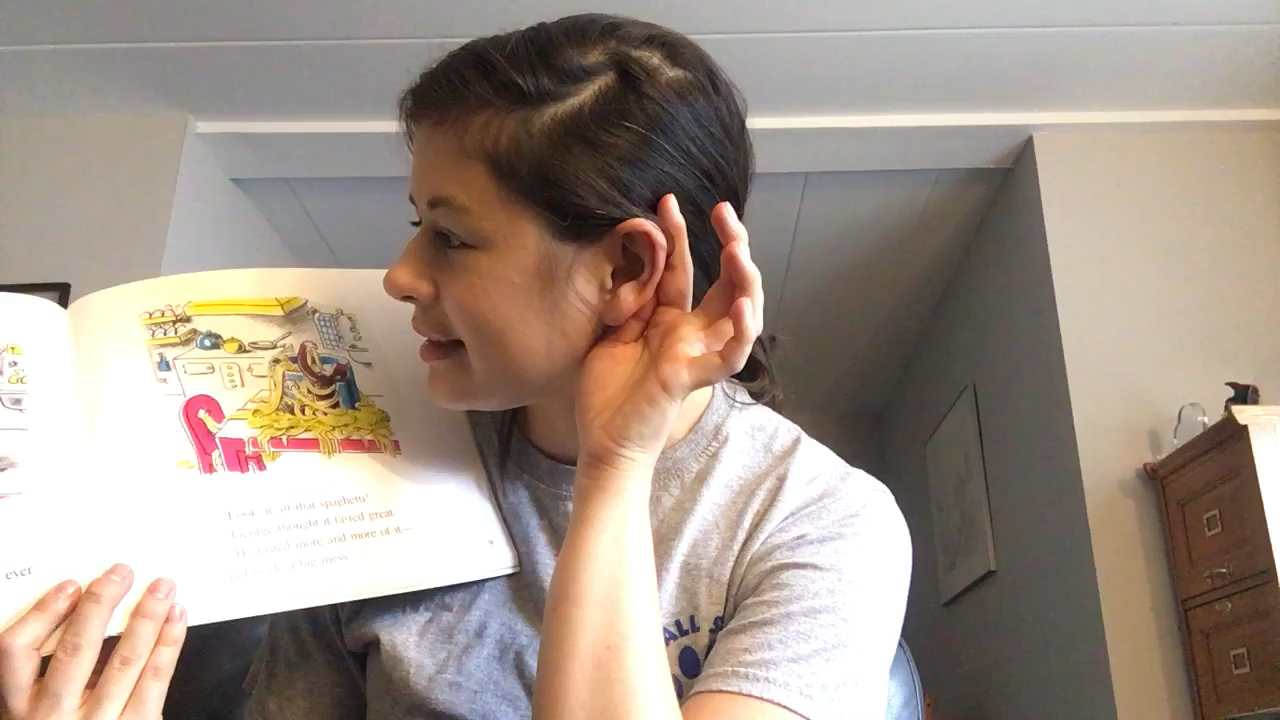 ever
Look at all that spaghetti!
George thought it tasted great.
He tasted more and more of it—
and made a big mess.
ALL